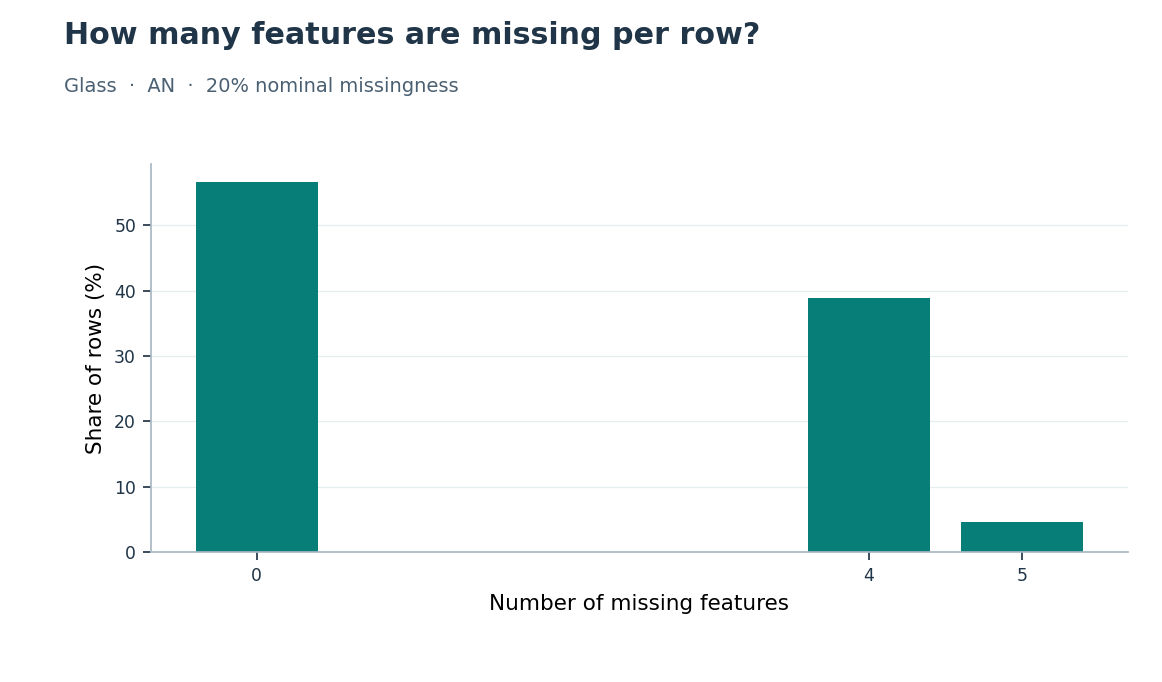 How many features are missing per row?
Glass · AN · 20% nominal missingness
50
40
30
20
10
0
Share of rows (%)
0 4 5
Number of missing features